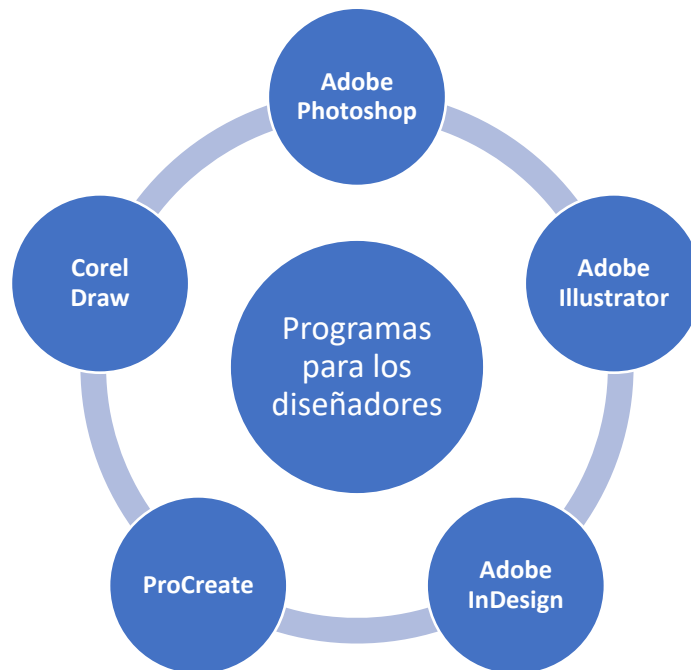 Adobe
Photoshop
Corel
Draw
Adobe
Illustrator
Programas
para los
diseñadores
ProCreate
Adobe
InDesign